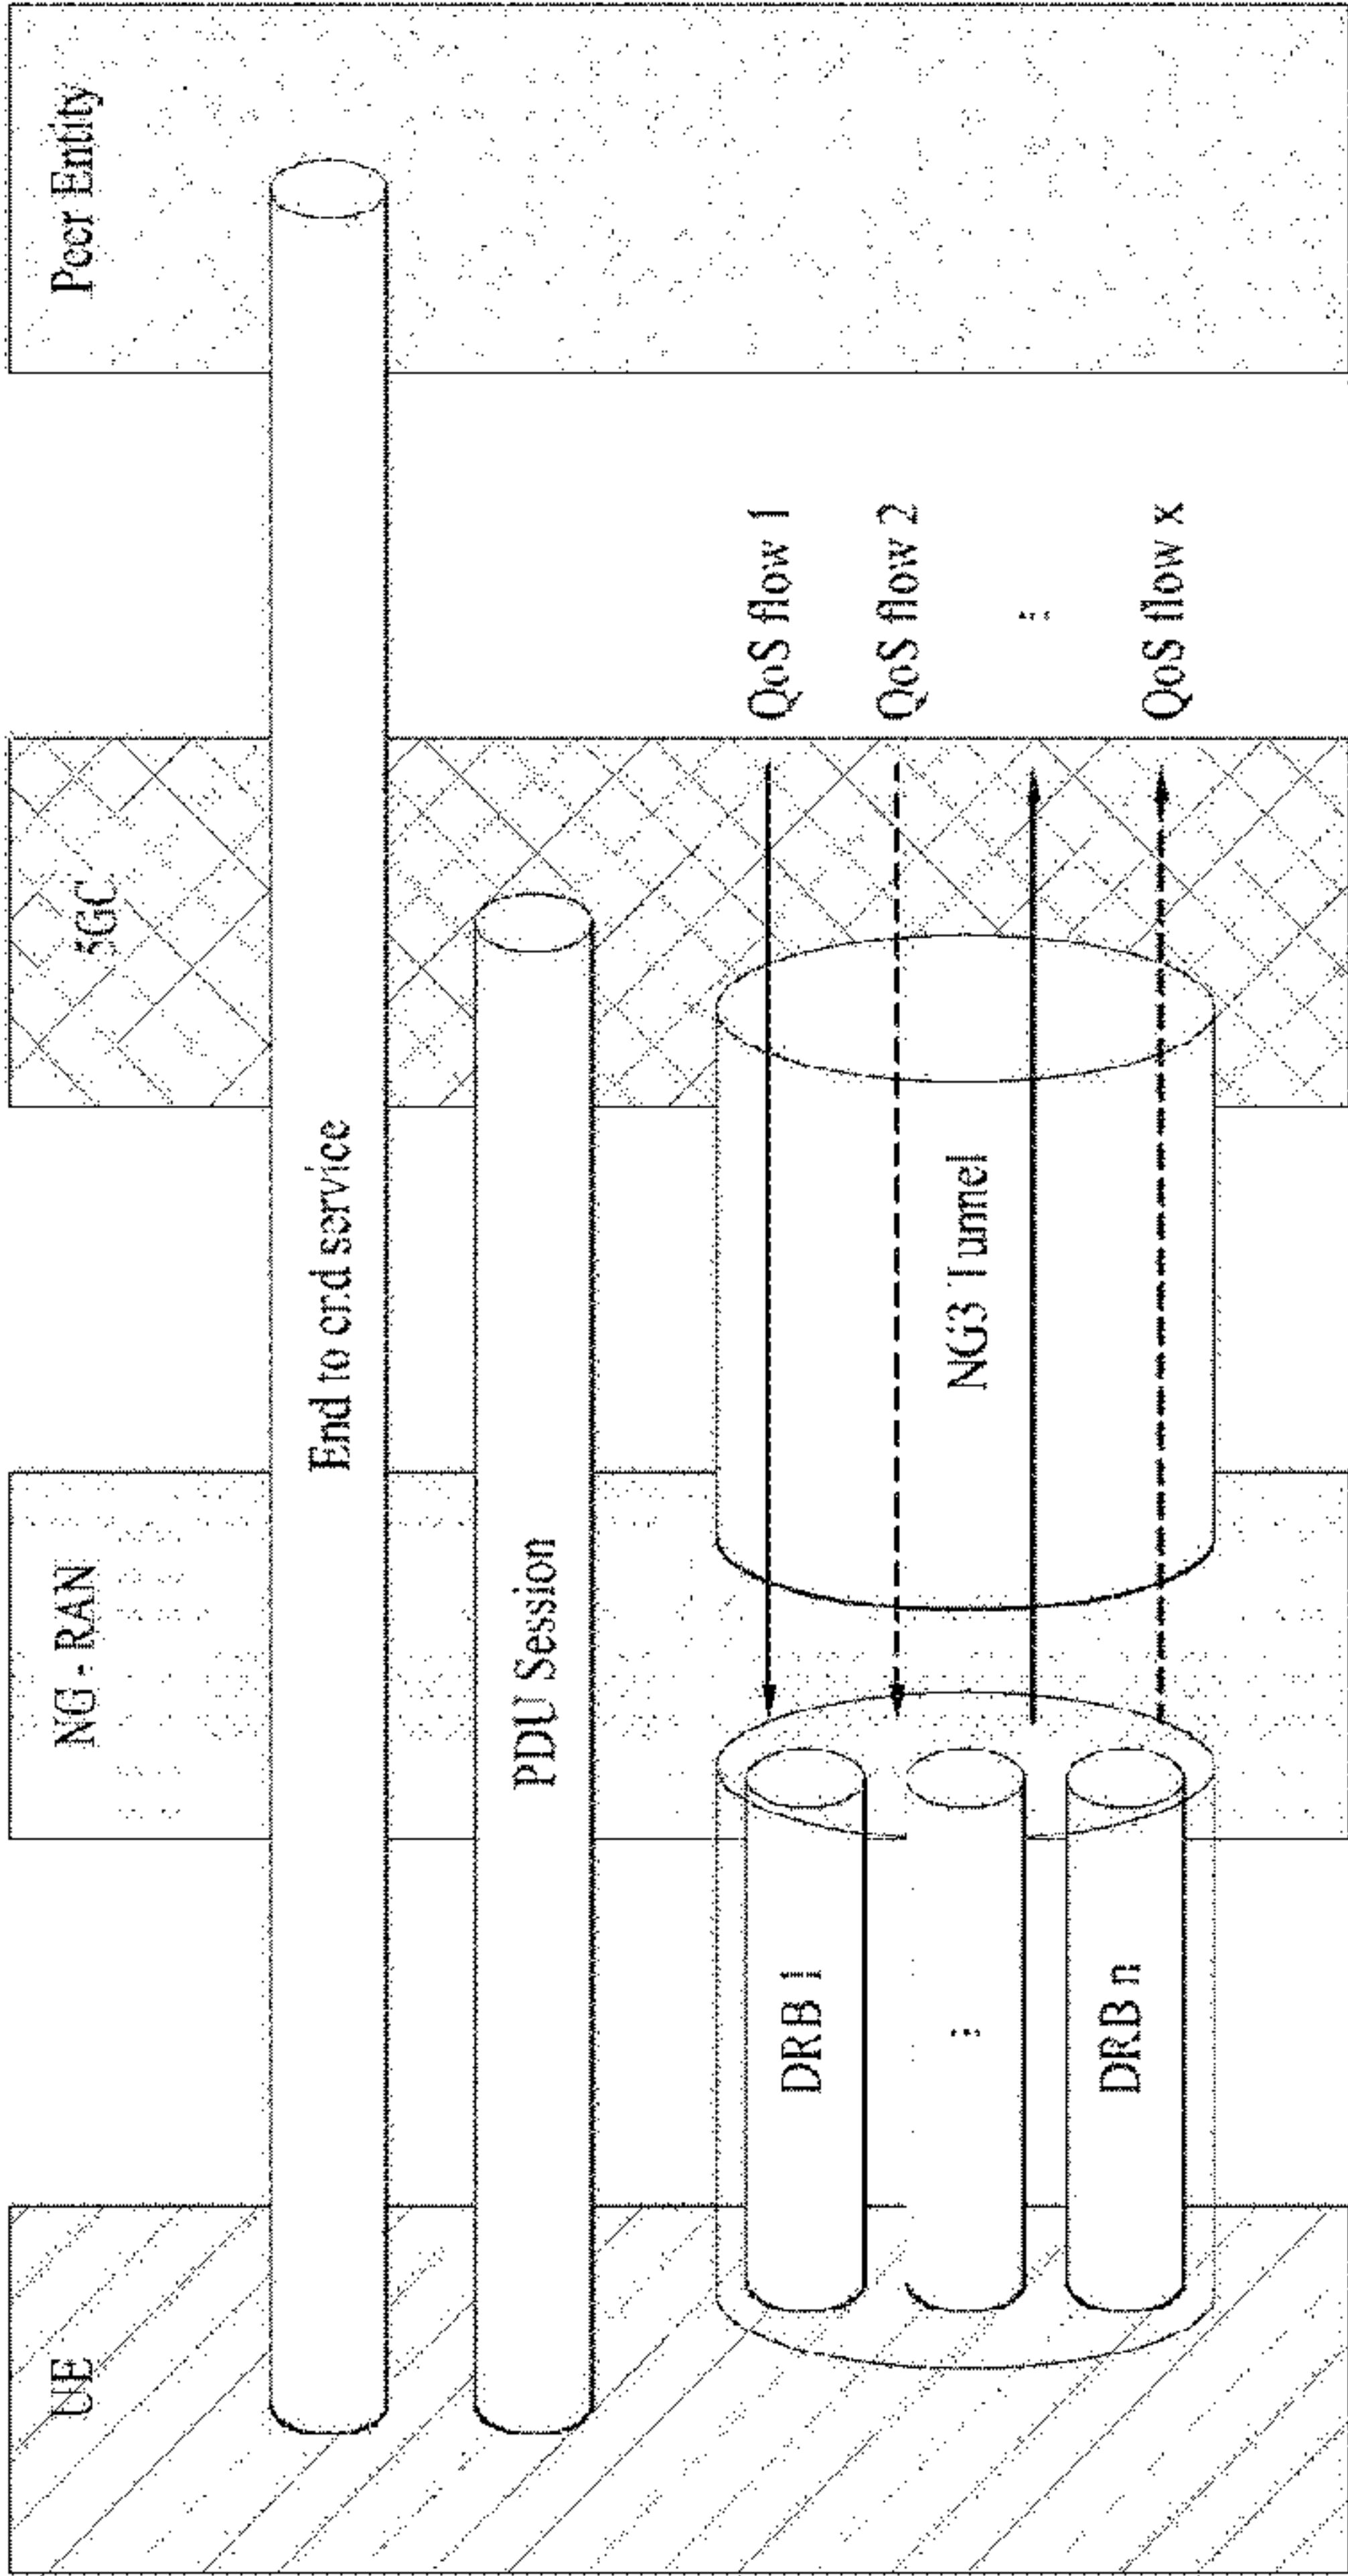 UE
NG - RAN
5GC
Peer Entity
End to end service
PDU Session
DRB 1
...
DRB n
NG3 Tunnel
QoS flow 1
QoS flow 2
...
QoS flow x